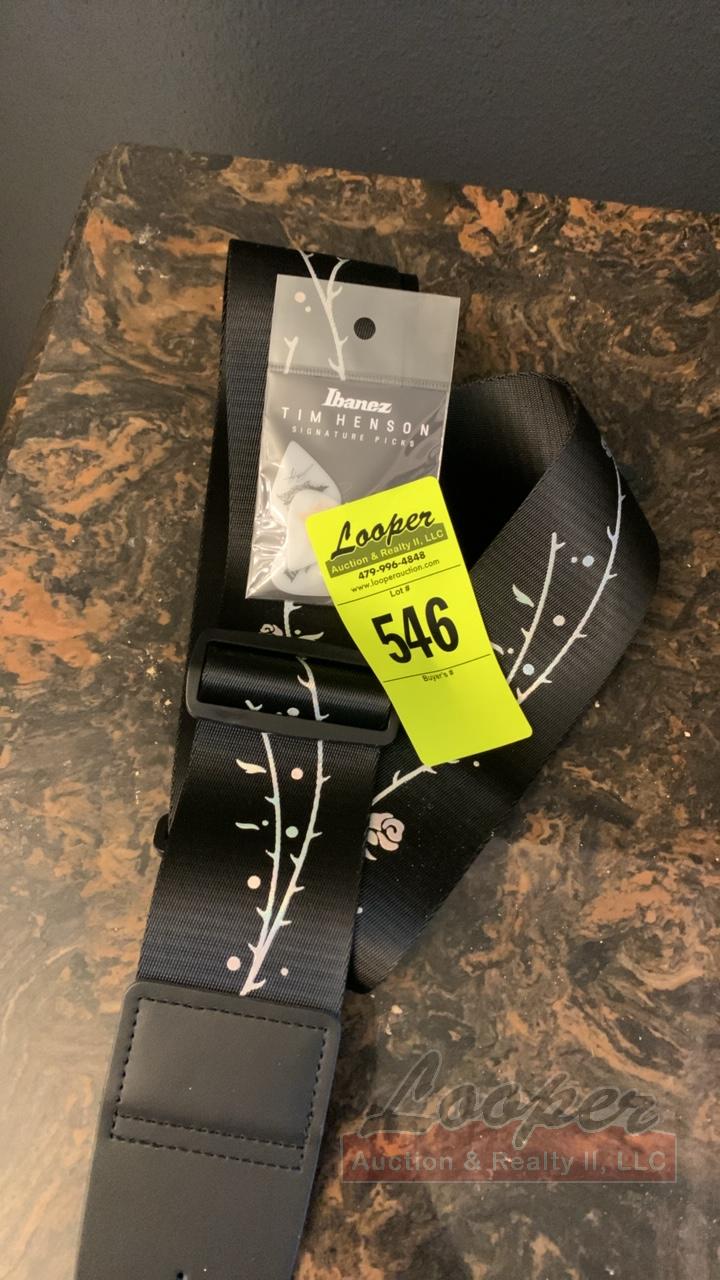 Ibanez
TIM HENSON
SIGNATURE PICKS
Looper
Auction & Realty II, LLC
479-996-4848
www.looperauction.com
Lot #
546
Buyer's #
Looper
Auction & Realty II, LLC